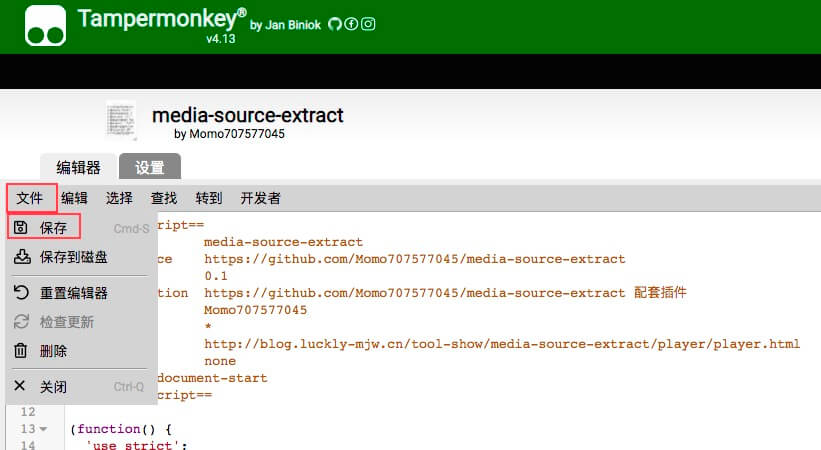 Tampermonkey® by Jan Biniok
v4.13
media-source-extract
by Momo707577045
编辑器 设置
文件 编辑 选择 查找 转到 开发者
保存 Cmd-S
保存到磁盘
重置编辑器
检查更新
删除
关闭 Ctrl-Q
ript==
media-source-extract
ce https://github.com/Momo707577045/media-source-extract
0.1
tion https://github.com/Momo707577045/media-source-extract 配套插件
Momo707577045
*
http://blog.luckly-mjw.cn/tool-show/media-source-extract/player/player.html
none
document-start
cript==
12
13 (function() {
14 'use strict';